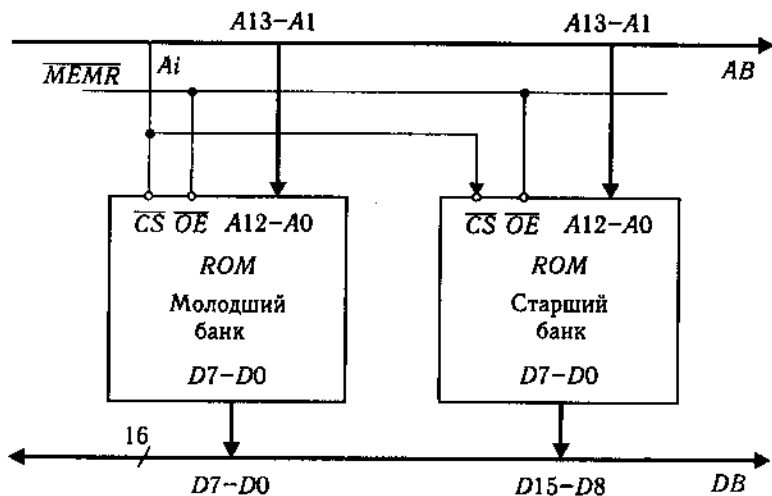 A13–A1 A13–A1
MEMR Ai AB
CS OE A12–A0 CS OE A12–A0
ROM ROM
Молодший Старший
банк банк
D7–D0 D7–D0
16
D7–D0 D15–D8 DB